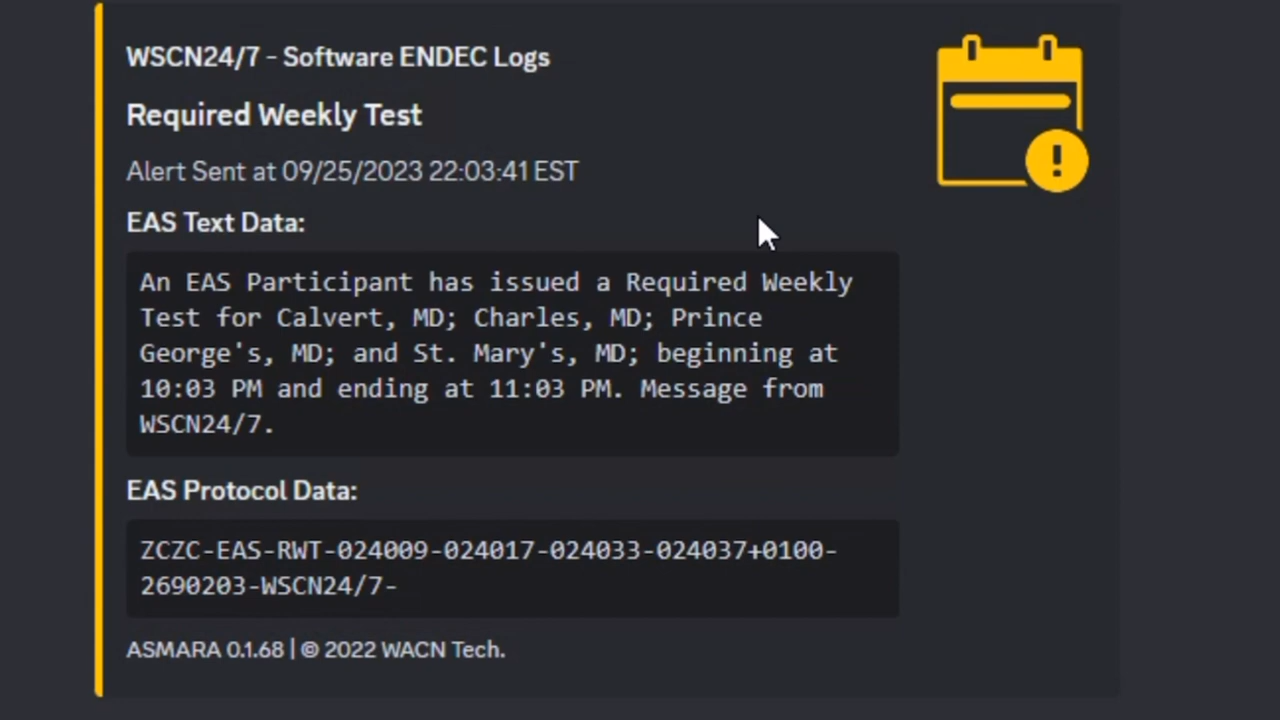 WSCN24/7 - Software ENDEC Logs
Required Weekly Test
Alert Sent at 09/25/2023 22:03:41 EST
EAS Text Data:
An EAS Participant has issued a Required Weekly
Test for Calvert, MD; Charles, MD; Prince
George's, MD; and St. Mary's, MD; beginning at
10:03 PM and ending at 11:03 PM. Message from
WSCN24/7.
EAS Protocol Data:
ZCZC-EAS-RWT-024009-024017-024033-024037+0100-
2690203-WSCN24/7-
ASMARA 0.1.68 | © 2022 WACN Tech.